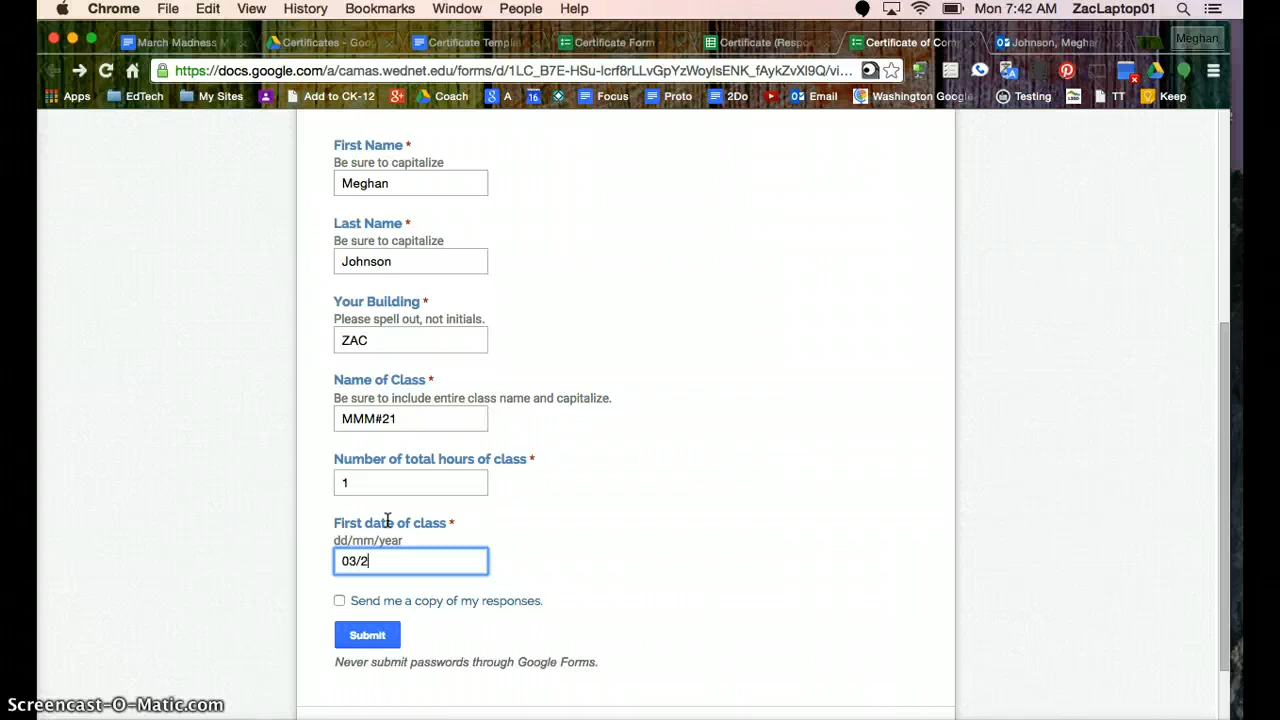 Chrome File Edit View History Bookmarks Window People Help Mon 7:42 AM ZacLaptop01
March Madness M Certificates - Goo Certificate Templa Certificate Form Certificate (Respo Certificate of Com Johnson, Meghan Meghan
https://docs.google.com/a/camas.wednet.edu/forms/d/1LC_B7E-HSu-lcrf8rLLvGpYzWoylsENK_fAykZvXl9Q/vi...
Apps EdTech My Sites Add to CK-12 Coach A 16 Focus Proto 2Do Email Washington Googl Testing TT Keep
First Name *
Be sure to capitalize
Meghan
Last Name *
Be sure to capitalize
Johnson
Your Building *
Please spell out, not initials.
ZAC
Name of Class *
Be sure to include entire class name and capitalize.
MMM#21
Number of total hours of class *
1
First date of class *
dd/mm/year
03/2
Send me a copy of my responses.
Submit
Never submit passwords through Google Forms.
Screencast-O-Matic.com